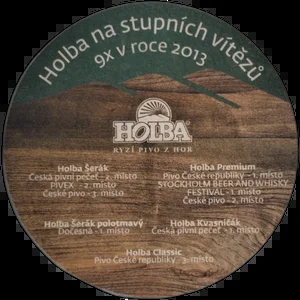 Holba na stupních vítězů
9x v roce 2013
HOLBA
RYZÍ PIVO Z HOR
Holba Šerák
Česká pivní pečeť - 2. místo
PIVEX - 2. místo
České pivo - 3. místo
Holba Premium
Pivo České republiky - 1. místo
STOCKHOLM BEER AND WHISKY
FESTIVAL - 1. místo
České pivo - 2. místo
Holba Šerák polotmavý
Dočesná - 1. místo
Holba Kvasničák
Česká pivní pečeť - 1. místo
Holba Classic
Pivo České republiky - 3. místo